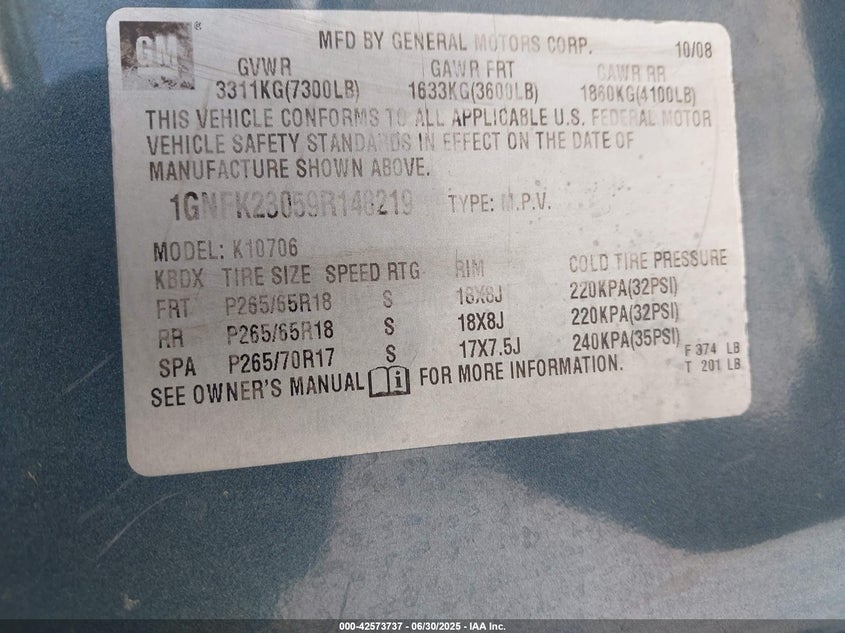 GM ®
MFD BY GENERAL MOTORS CORP. 10/08
GVWR GAWR FRT GAWR RR
3311KG(7300LB) 1633KG(3600LB) 1860KG(4100LB)
THIS VEHICLE CONFORMS TO ALL APPLICABLE U.S. FEDERAL MOTOR
VEHICLE SAFETY STANDARDS IN EFFECT ON THE DATE OF
MANUFACTURE SHOWN ABOVE.
1GNFK23059R148219 TYPE: M.P.V.
MODEL: K10706
KBDX TIRE SIZE SPEED RTG RIM COLD TIRE PRESSURE
FRT P265/65R18 S 18X8J 220KPA(32PSI)
RR P265/65R18 S 18X8J 220KPA(32PSI)
SPA P265/70R17 S 17X7.5J 240KPA(35PSI)
F 374 LB
T 201 LB
SEE OWNER'S MANUAL i FOR MORE INFORMATION.
000-42573737 - 06/30/2025 - IAA Inc.